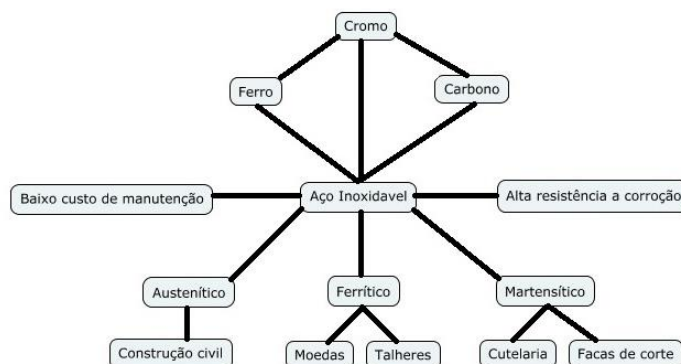 Cromo
Ferro
Carbono
Baixo custo de manutenção
Aço Inoxidavel
Alta resistência a corroção
Austenítico
Ferrítico
Martensítico
Construção civil
Moedas
Talheres
Cutelaria
Facas de corte